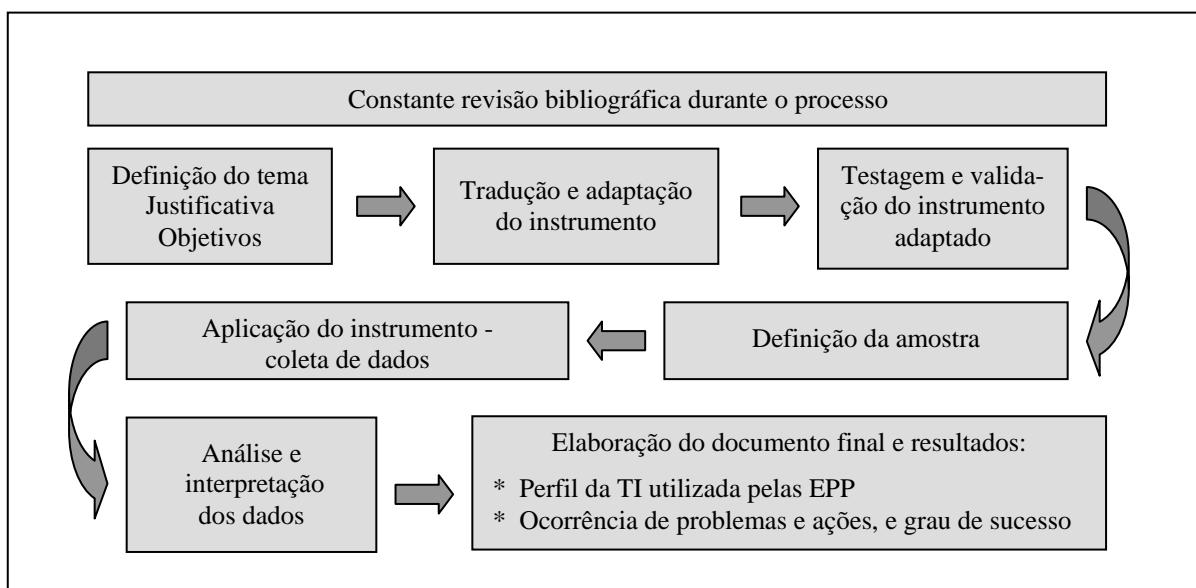 Constante revisão bibliográfica durante o processo
Definição do tema
Justificativa
Objetivos
Tradução e adaptação
do instrumento
Testagem e valida-
ção do instrumento
adaptado
Definição da amostra
Aplicação do instrumento -
coleta de dados
Análise e
interpretação
dos dados
Elaboração do documento final e resultados:
* Perfil da TI utilizada pelas EPP
* Ocorrência de problemas e ações, e grau de sucesso